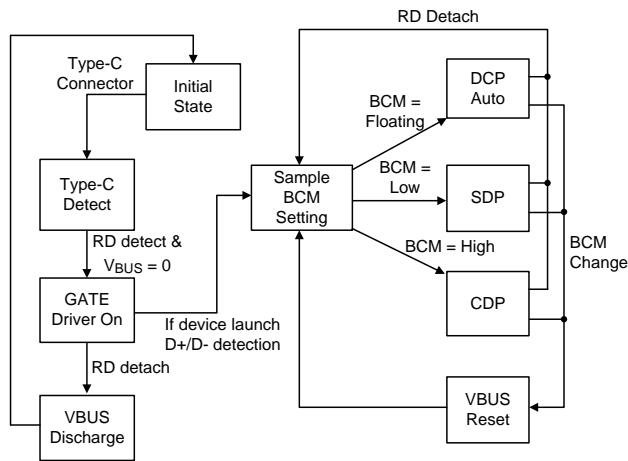 RD Detach
Type-C
Connector
Initial
State
DCP
Auto
BCM =
Floating
Type-C
Detect
Sample
BCM
Setting
BCM =
Low
SDP
RD detect &
VBUS = 0
BCM = High
BCM
Change
GATE
Driver On
CDP
If device launch
D+/D- detection
RD detach
VBUS
Discharge
VBUS
Reset